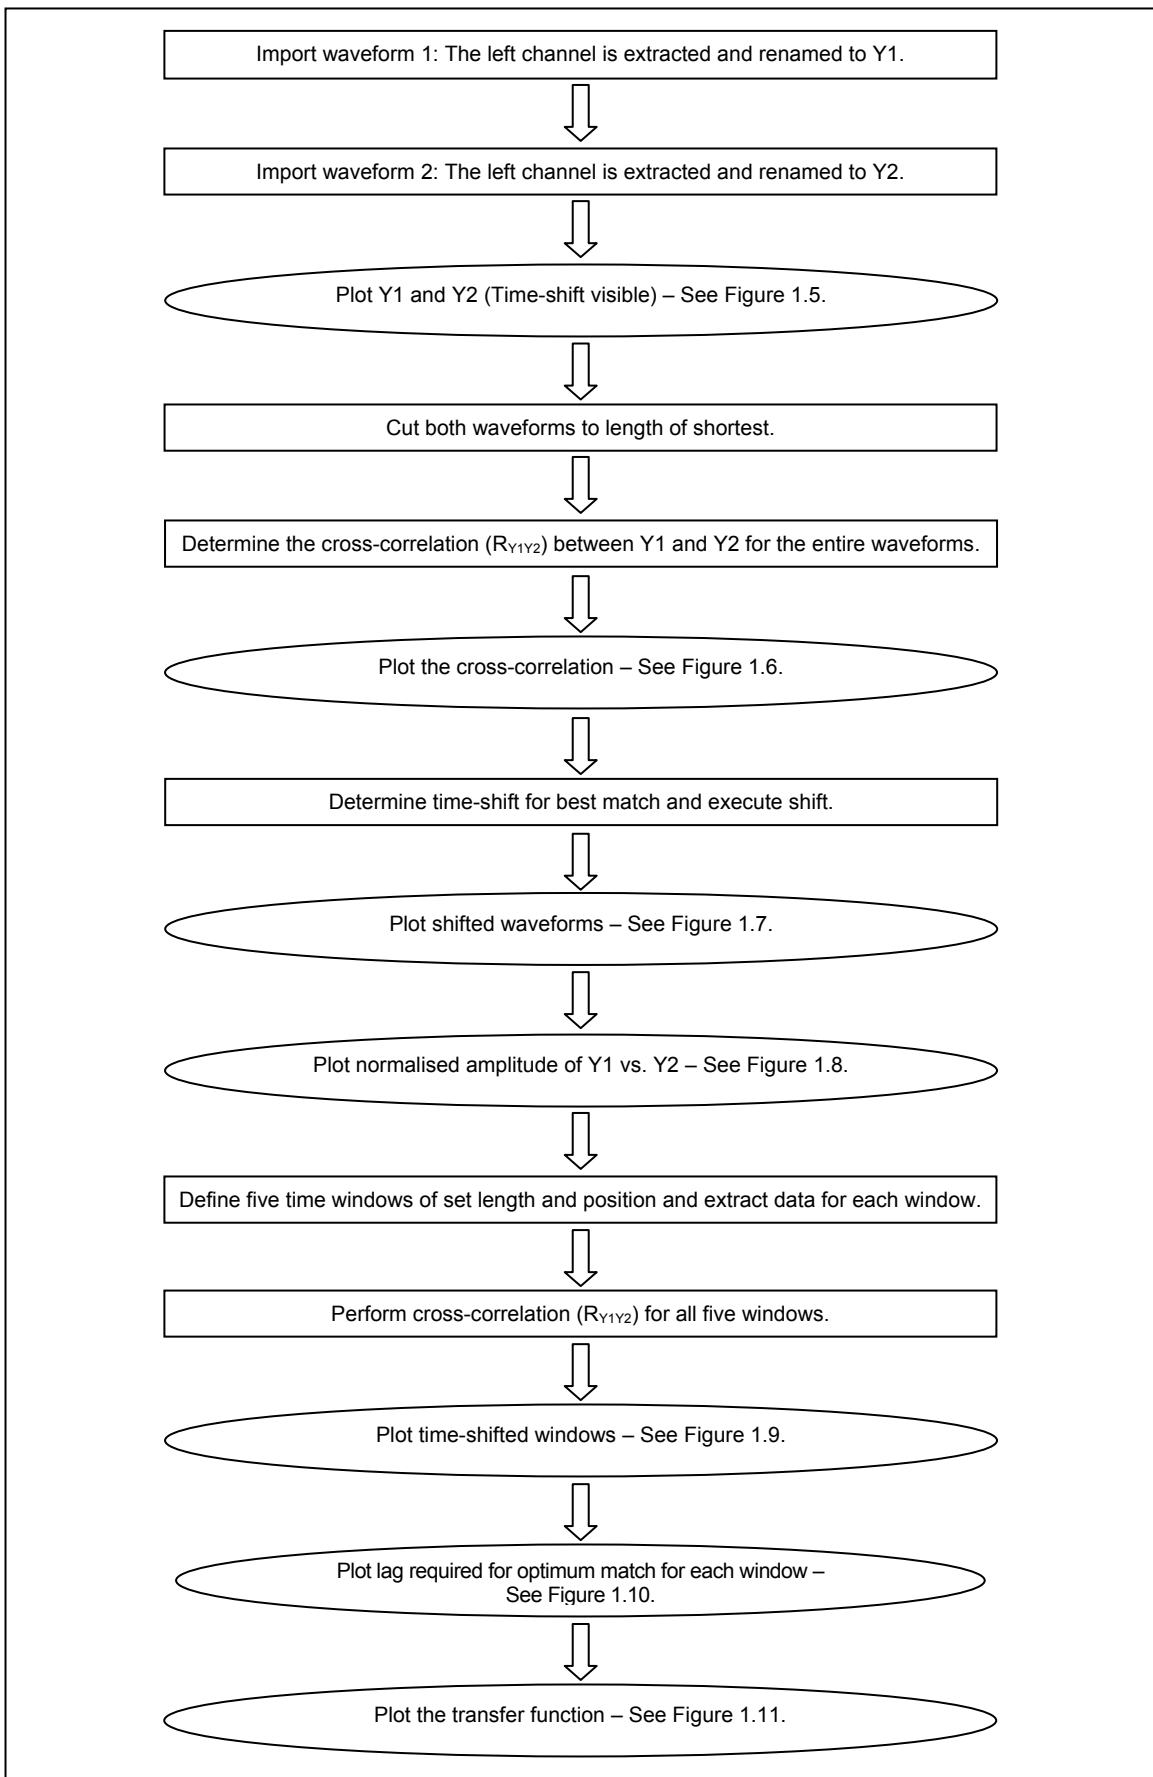 Import waveform 1: The left channel is extracted and renamed to Y1.
Import waveform 2: The left channel is extracted and renamed to Y2.
Plot Y1 and Y2 (Time-shift visible) – See Figure 1.5.
Cut both waveforms to length of shortest.
Determine the cross-correlation (RY1Y2) between Y1 and Y2 for the entire waveforms.
Plot the cross-correlation – See Figure 1.6.
Determine time-shift for best match and execute shift.
Plot shifted waveforms – See Figure 1.7.
Plot normalised amplitude of Y1 vs. Y2 – See Figure 1.8.
Define five time windows of set length and position and extract data for each window.
Perform cross-correlation (RY1Y2) for all five windows.
Plot time-shifted windows – See Figure 1.9.
Plot lag required for optimum match for each window –
See Figure 1.10.
Plot the transfer function – See Figure 1.11.